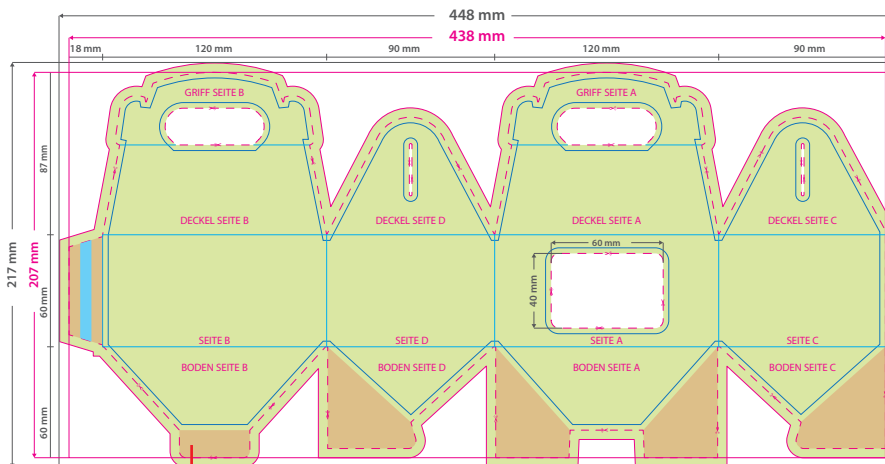 448 mm
438 mm
18 mm 120 mm 90 mm 120 mm 90 mm
GRIFF SEITE B GRIFF SEITE A
87 mm
DECKEL SEITE B DECKEL SEITE D DECKEL SEITE A DECKEL SEITE C
217 mm
207 mm
60 mm
60 mm
40 mm
SEITE B SEITE D SEITE A SEITE C
BODEN SEITE B BODEN SEITE D BODEN SEITE A BODEN SEITE C
60 mm